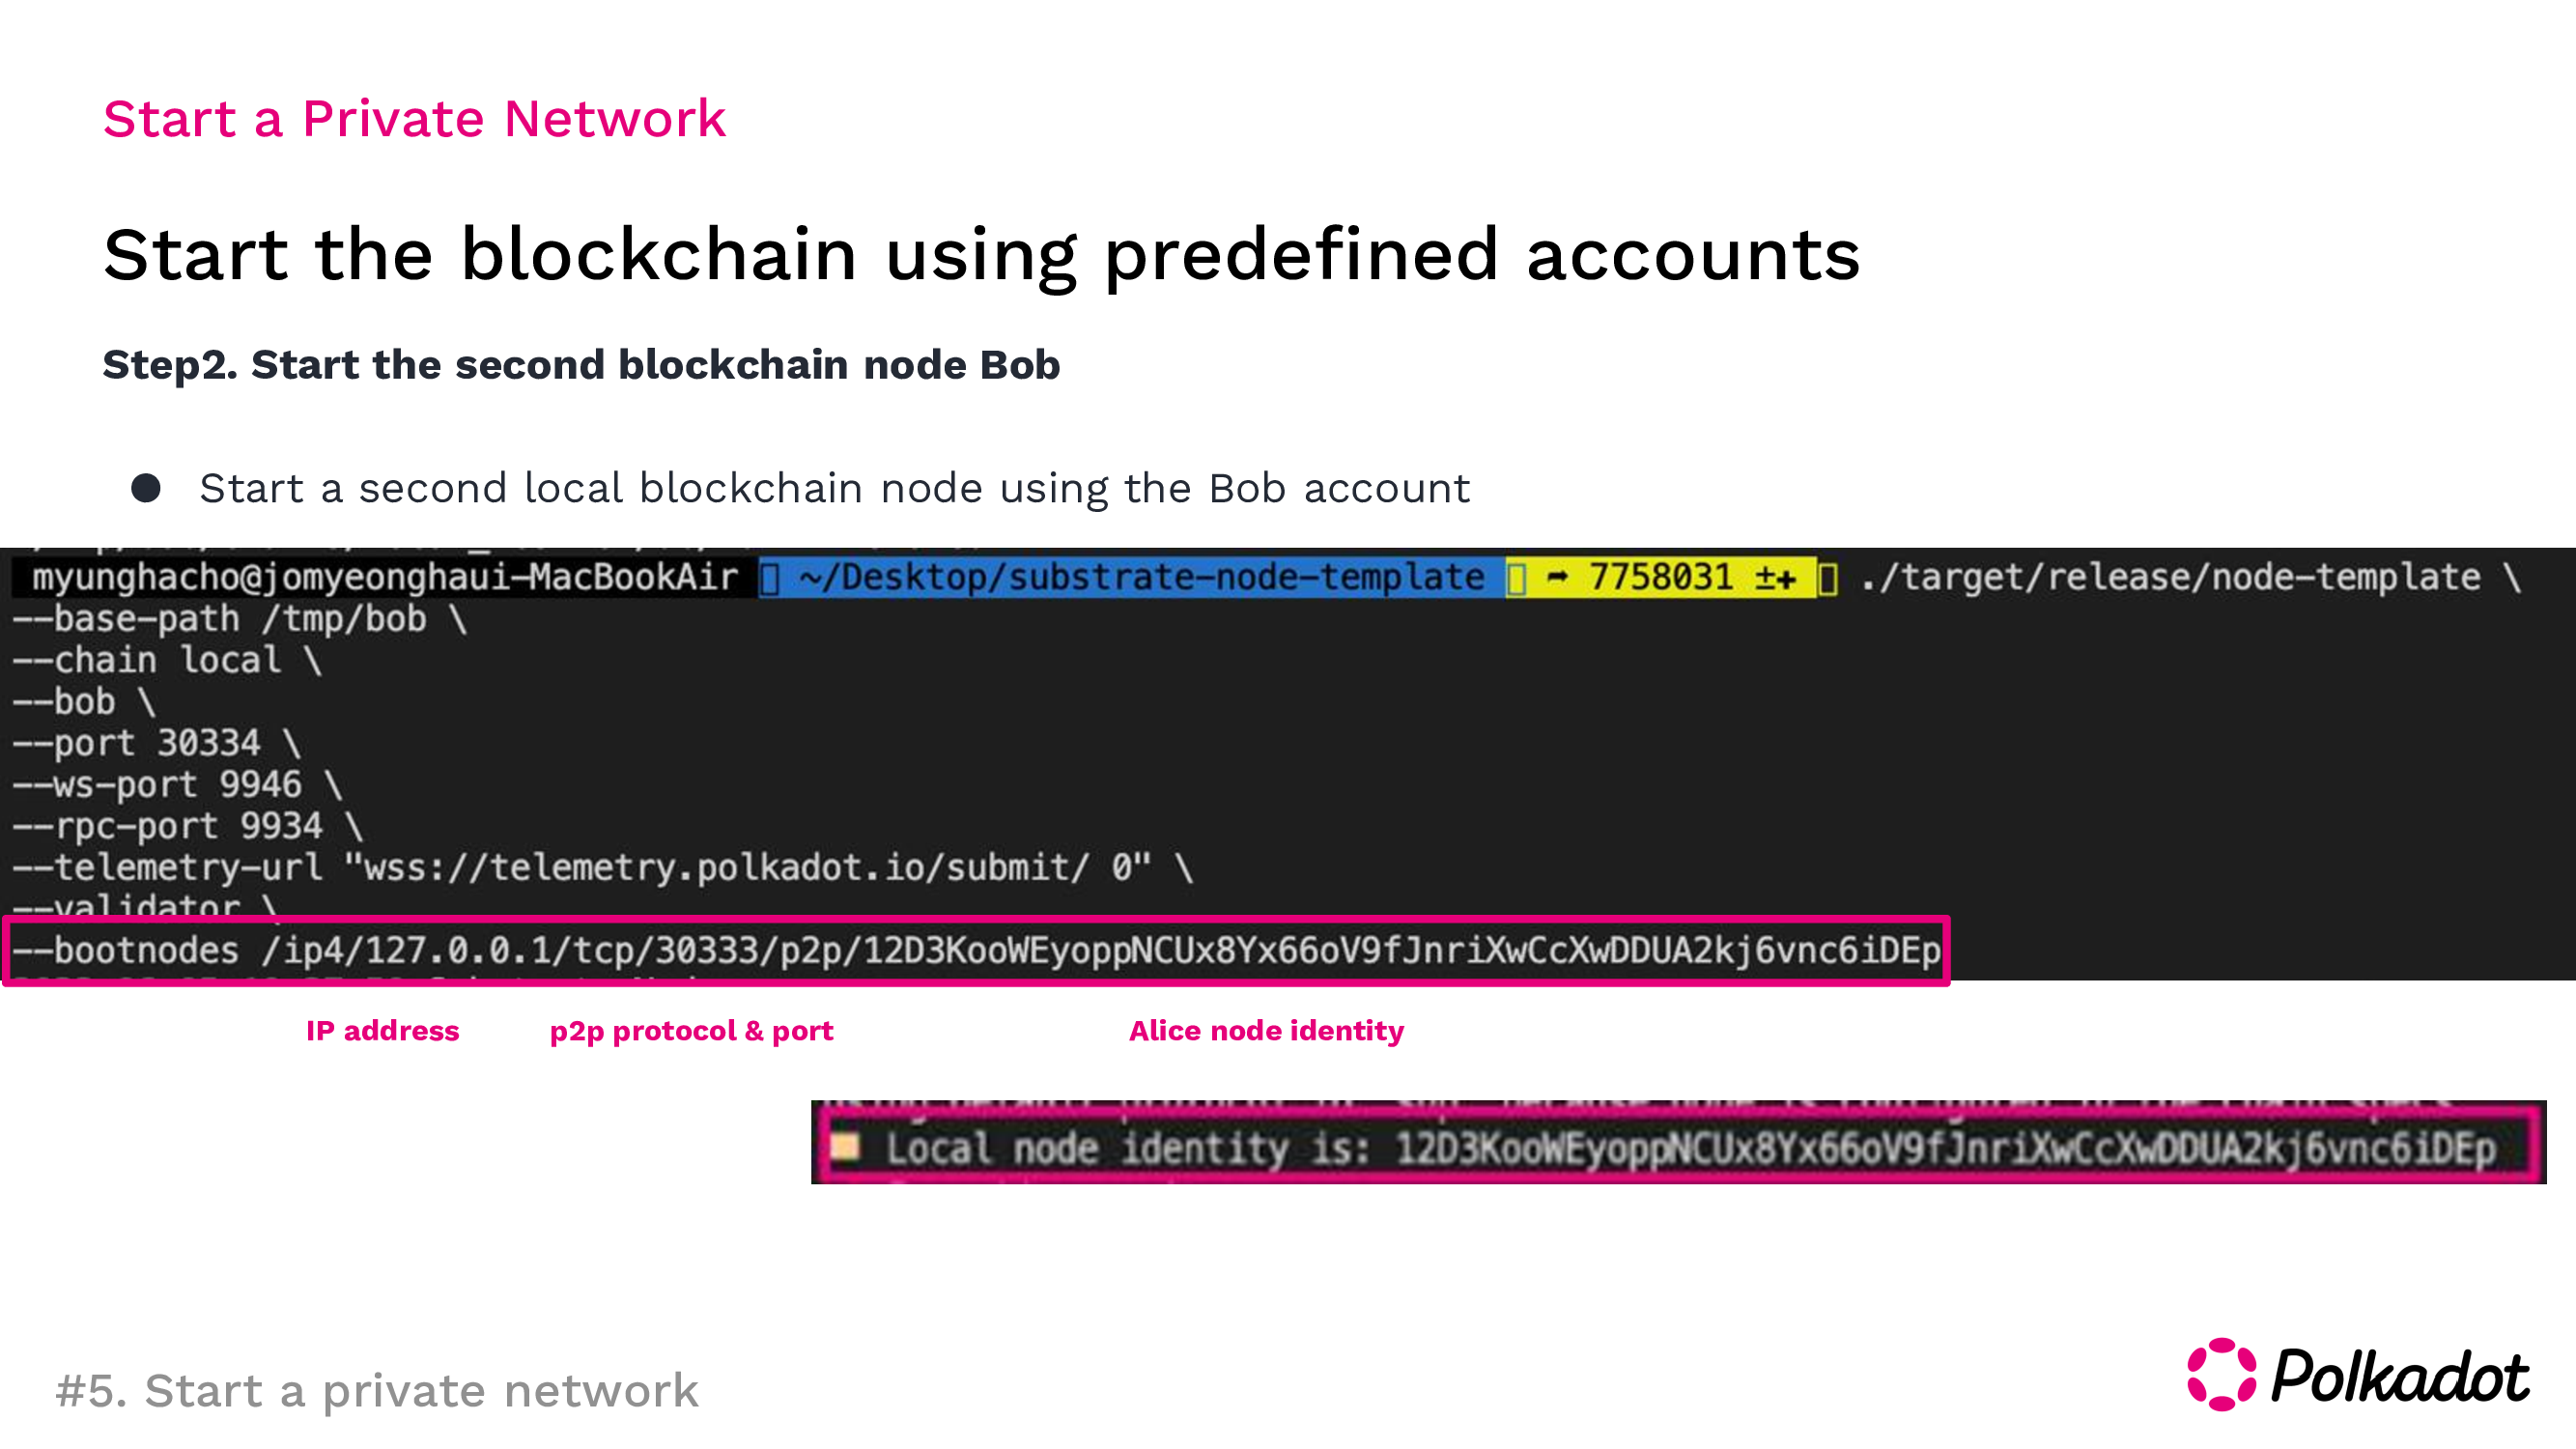 Start a Private Network
Start the blockchain using predefined accounts
Step2. Start the second blockchain node Bob
● Start a second local blockchain node using the Bob account
myunghacho@jomyeonghaui-MacBookAir ~/Desktop/substrate-node-template ➦ 7758031 ±✚ ./target/release/node-template \
--base-path /tmp/bob \
--chain local \
--bob \
--port 30334 \
--ws-port 9946 \
--rpc-port 9934 \
--telemetry-url "wss://telemetry.polkadot.io/submit/ 0" \
--validator \
--bootnodes /ip4/127.0.0.1/tcp/30333/p2p/12D3KooWEyoppNCUx8Yx66oV9fJnriXwCcXwDDUA2kj6vnc6iDEp
IP address p2p protocol & port Alice node identity
Local node identity is: 12D3KooWEyoppNCUx8Yx66oV9fJnriXwCcXwDDUA2kj6vnc6iDEp
#5. Start a private network
Polkadot